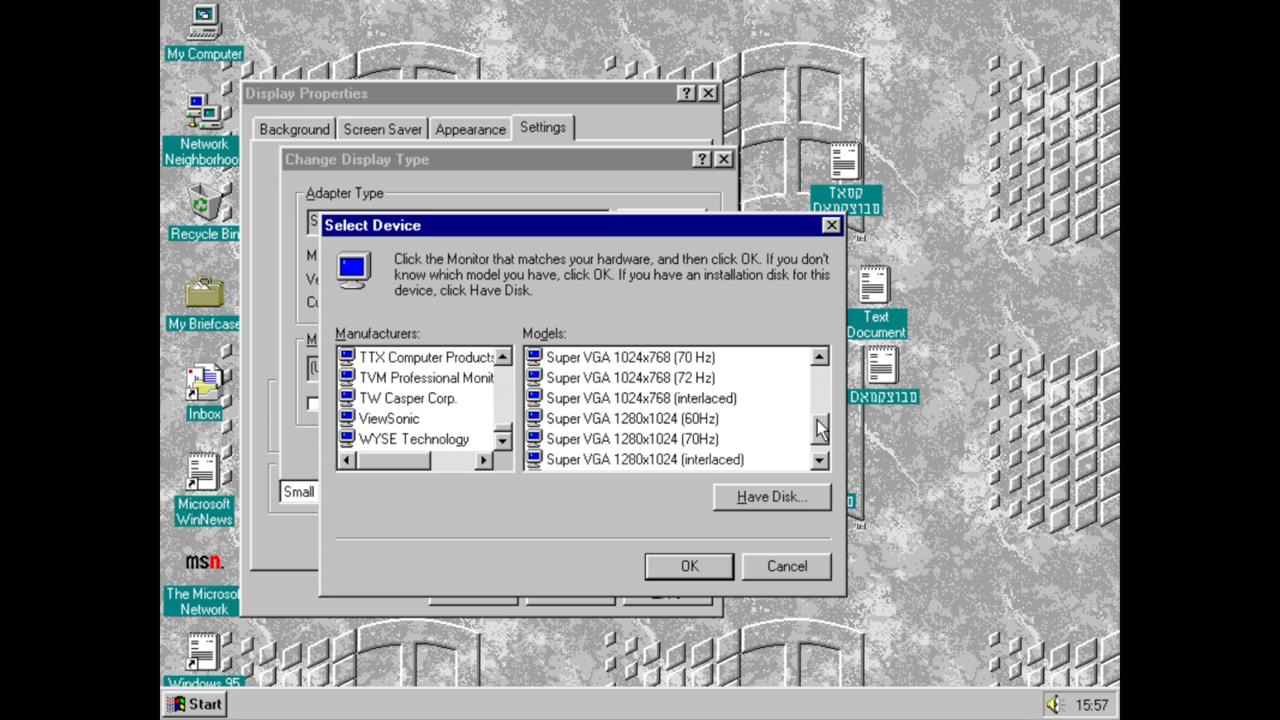 My Computer
Network
Neighborhoo
Recycle Bin
My Briefcase
Inbox
Microsoft
WinNews
msn.
The Microsof
Network
Windows 95
Display Properties
Background
Screen Saver
Appearance
Settings
Change Display Type
Adapter Type
Small
Select Device
Click the Monitor that matches your hardware, and then click OK. If you don't
know which model you have, click OK. If you have an installation disk for this
device, click Have Disk.
Manufacturers:
TTX Computer Products
TVM Professional Monit
TW Casper Corp.
ViewSonic
WYSE Technology
Models:
Super VGA 1024x768 (70 Hz)
Super VGA 1024x768 (72 Hz)
Super VGA 1024x768 (interlaced)
Super VGA 1280x1024 (60Hz)
Super VGA 1280x1024 (70Hz)
Super VGA 1280x1024 (interlaced)
Have Disk...
OK
Cancel
Text
Document
Start
15:57